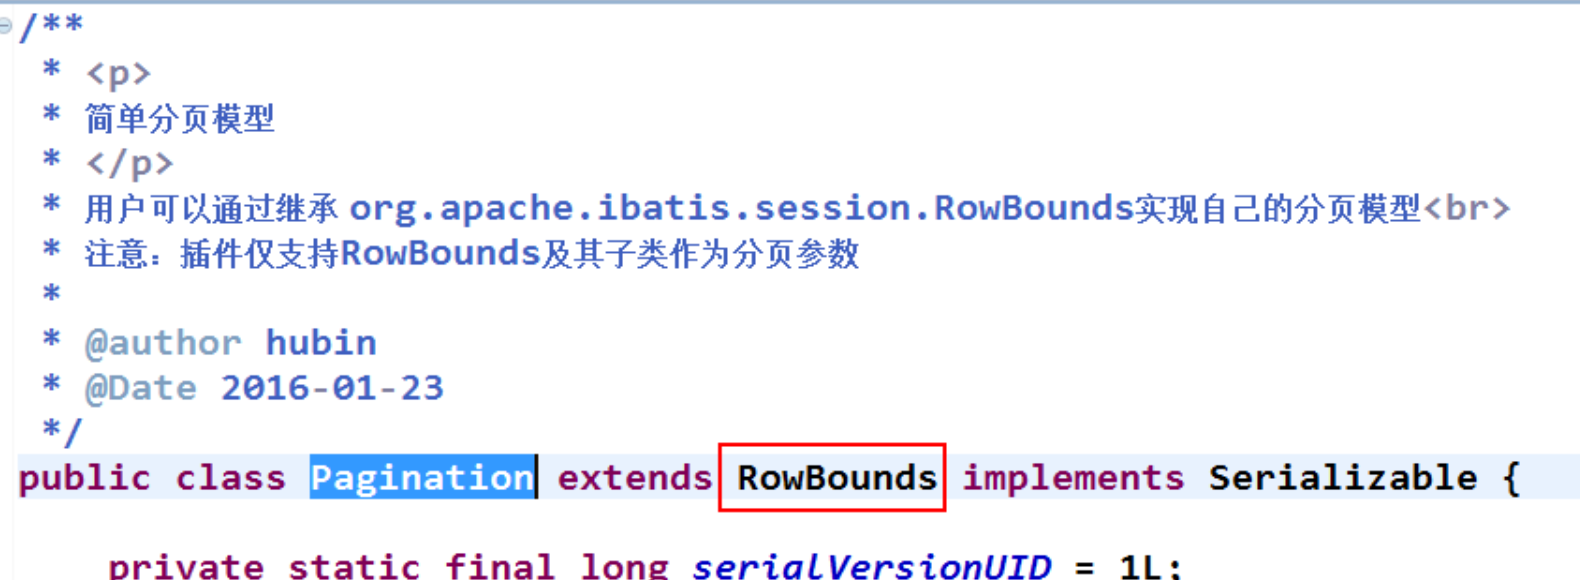 /**
* <p>
* 简单分页模型
* </p>
* 用户可以通过继承 org.apache.ibatis.session.RowBounds实现自己的分页模型<br>
* 注意：插件仅支持RowBounds及其子类作为分页参数
*
* @author hubin
* @Date 2016-01-23
*/
public class Pagination extends RowBounds implements Serializable {
private static final long serialVersionUID = 1L;